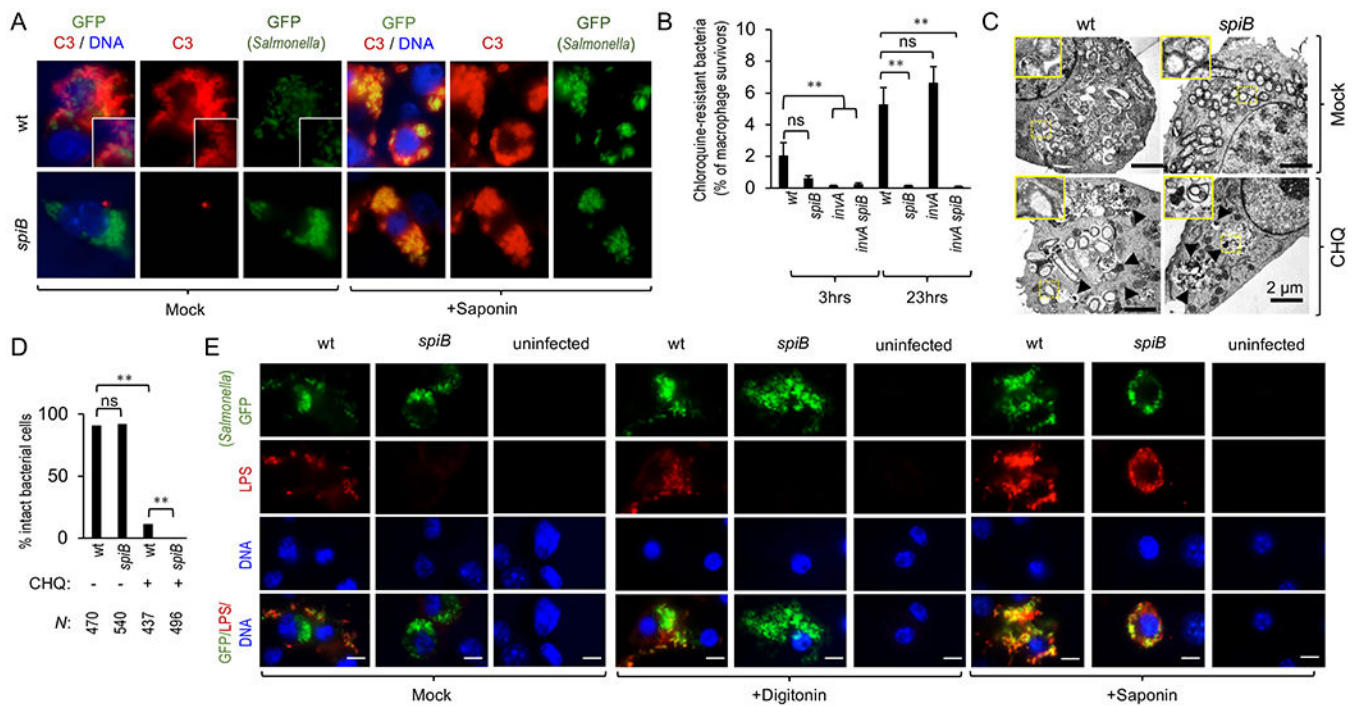 A
GFP
C3 / DNA
C3
GFP
(Salmonella)
GFP
C3 / DNA
C3
GFP
(Salmonella)
wt
spiB
Mock
+Saponin
B
Chloroquine-resistant bacteria
(% of macrophage survivors)
10
8
6
4
2
0
**
ns
**
ns
**
wt
spiB
invA
invA spiB
wt
spiB
invA
invA spiB
3hrs
23hrs
C
wt
spiB
Mock
CHQ
2 µm
D
% intact bacterial cells
100
50
0
**
ns
**
wt
spiB
wt
spiB
CHQ: - - + +
N: 470 540 437 496
E
wt
spiB
uninfected
wt
spiB
uninfected
wt
spiB
uninfected
(Salmonella)
GFP
LPS
DNA
GFP/LPS/
DNA
Mock
+Digitonin
+Saponin